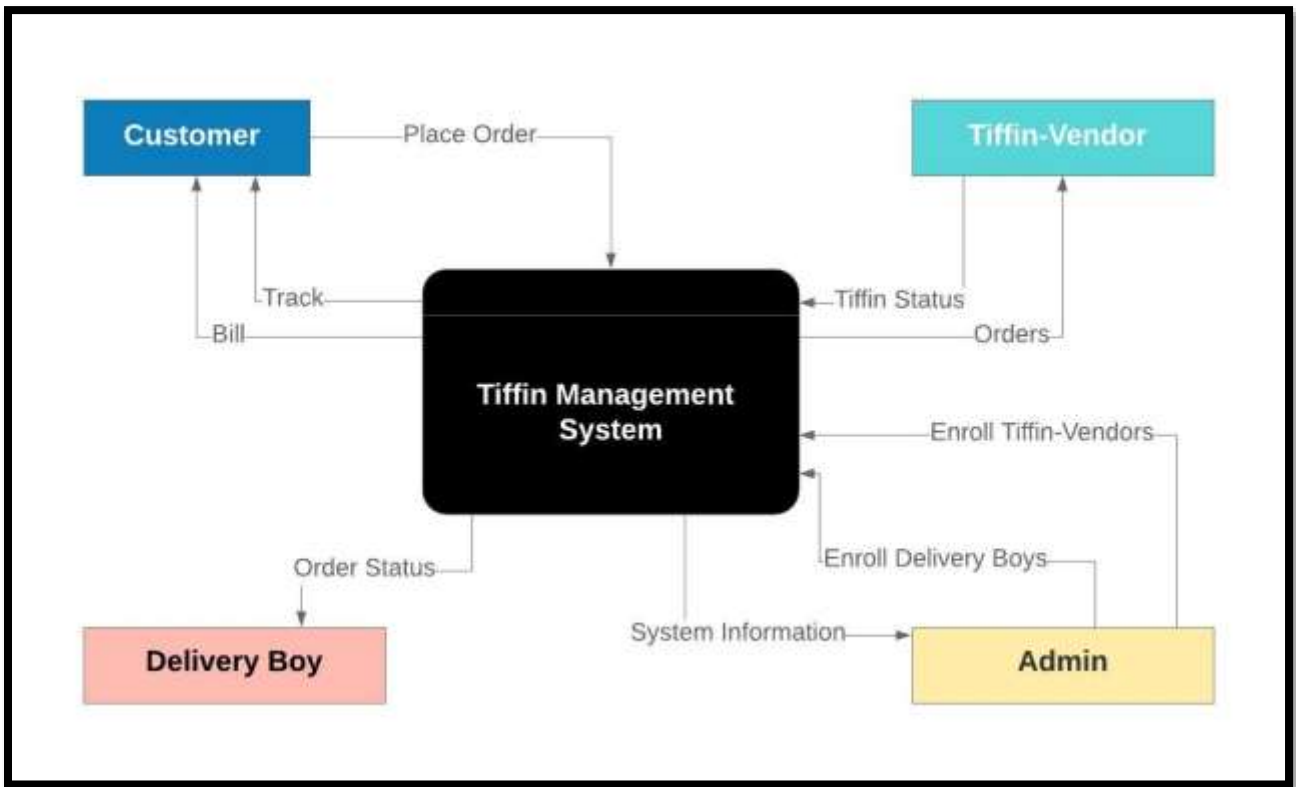 Customer
Place Order
Tiffin-Vendor
Track
Tiffin Status
Bill
Orders
Tiffin Management
System
Enroll Tiffin-Vendors
Order Status
Enroll Delivery Boys
System Information
Delivery Boy
Admin